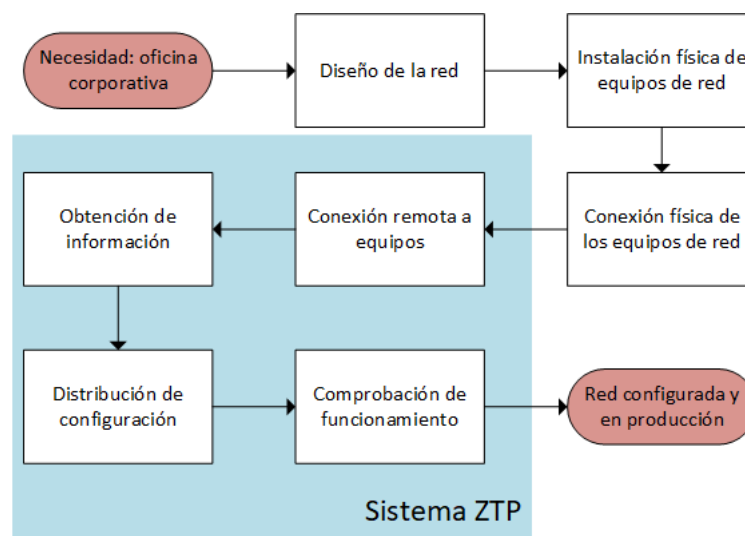 Necesidad: oficina
corporativa
Diseño de la red
Instalación física de
equipos de red
Conexión física de
los equipos de red
Conexión remota a
equipos
Obtención de
información
Distribución de
configuración
Comprobación de
funcionamiento
Red configurada y
en producción
Sistema ZTP